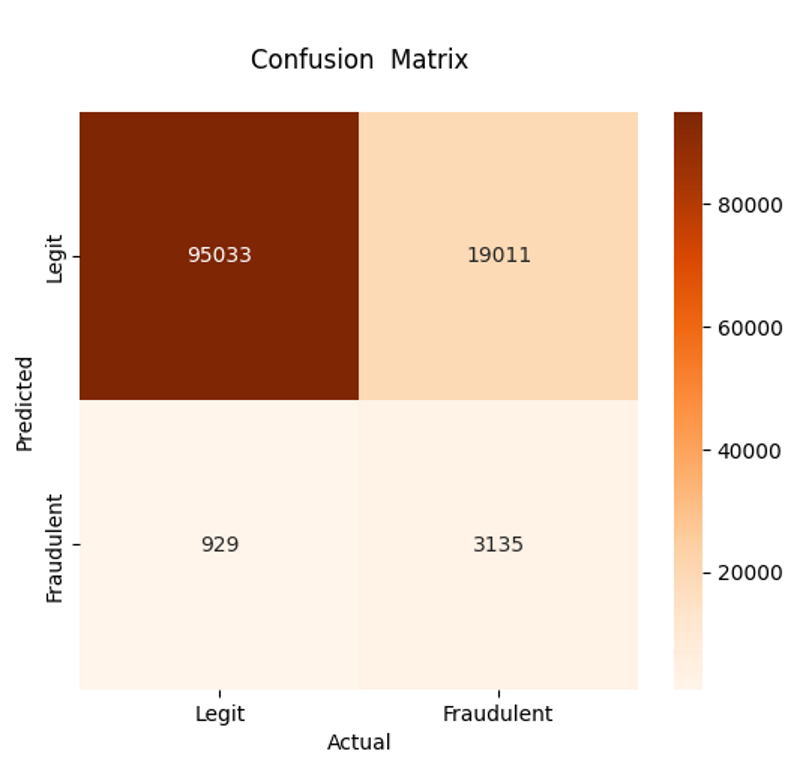 Confusion  Matrix
Predicted
Legit
95033
19011
Fraudulent
929
3135
Legit
Fraudulent
Actual
80000
60000
40000
20000